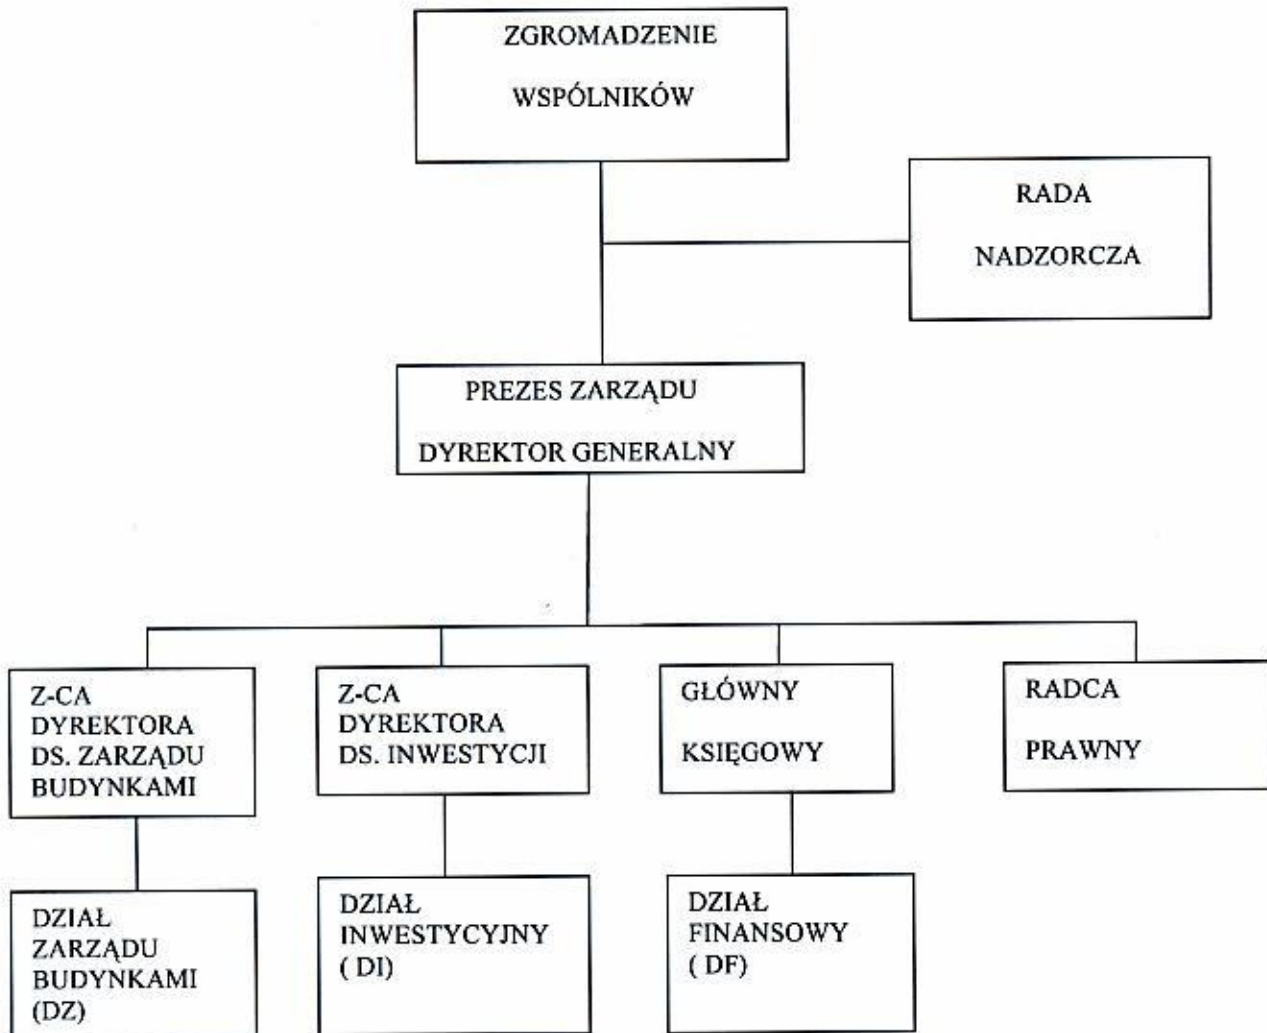 ZGROMADZENIE
WSPÓLNIKÓW
RADA
NADZORCZA
PREZES ZARZĄDU
DYREKTOR GENERALNY
Z-CA
DYREKTORA
DS. ZARZĄDU
BUDYNKAMI
Z-CA
DYREKTORA
DS. INWESTYCJI
GŁÓWNY
KSIĘGOWY
RADCA
PRAWNY
DZIAŁ
ZARZĄDU
BUDYNKAMI
(DZ)
DZIAŁ
INWESTYCYJNY
( DI)
DZIAŁ
FINANSOWY
( DF)